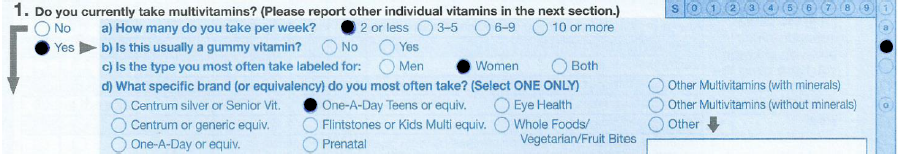 1. Do you currently take multivitamins? (Please report other individual vitamins in the next section.) S 0 1 2 3 4 5 6 7 8 9 1
No a) How many do you take per week? 2 or less 3–5 6–9 10 or more a
Yes b) Is this usually a gummy vitamin? No Yes
c) Is the type you most often take labeled for: Men Women Both
d) What specific brand (or equivalency) do you most often take? (Select ONE ONLY) Other Multivitamins (with minerals)
Centrum silver or Senior Vit. One-A-Day Teens or equiv. Eye Health Other Multivitamins (without minerals)
Centrum or generic equiv. Flintstones or Kids Multi equiv. Whole Foods/ Other
Vegetarian/Fruit Bites
One-A-Day or equiv. Prenatal